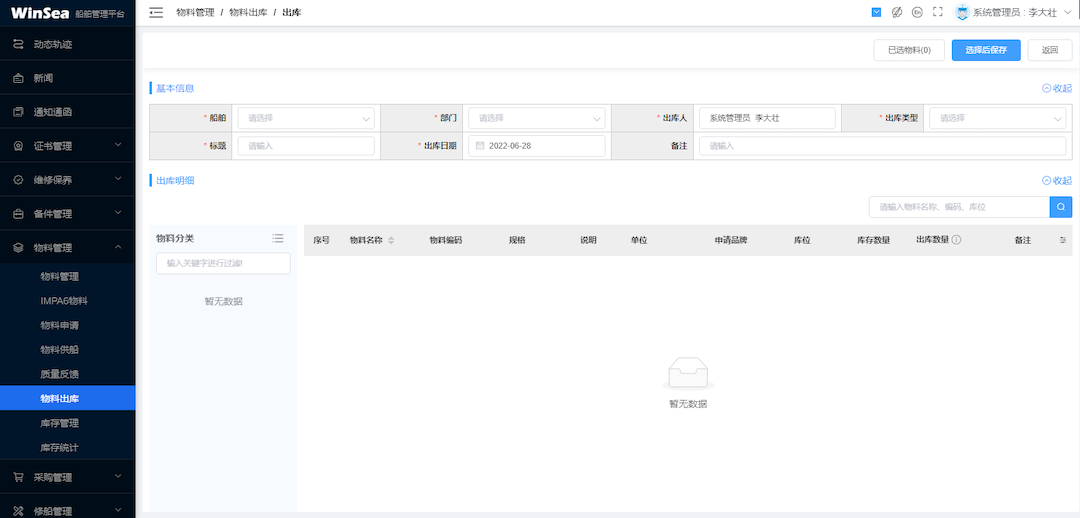 WinSea 船舶管理平台
物料管理 / 物料出库 / 出库
En
系统管理员 : 李大壮
动态轨迹
新闻
通知通函
证书管理
维修保养
备件管理
物料管理
物料管理
IMPA6物料
物料申请
物料供船
质量反馈
物料出库
库存管理
库存统计
采购管理
修船管理
已选物料(0)
选择后保存
返回
基本信息
收起
* 船舶 请选择 * 部门 请选择 * 出库人 系统管理员 李大壮 * 出库类型 请选择
* 标题 请输入 * 出库日期 2022-06-28 备注 请输入
出库明细
收起
请输入物料名称、编码、库位
物料分类
输入关键字进行过滤!
暂无数据
序号 物料名称 物料编码 规格 说明 单位 申请品牌 库位 库存数量 出库数量 备注
暂无数据